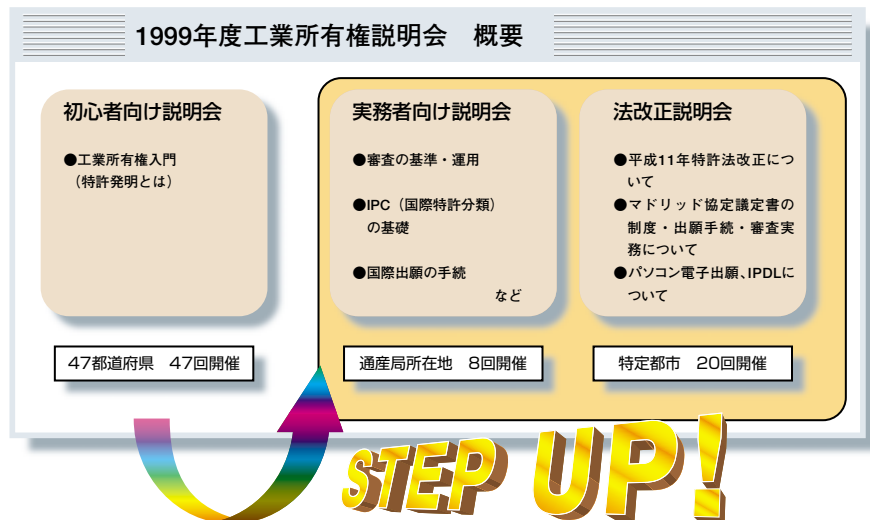 1999年度工業所有権説明会　概要
初心者向け説明会
●工業所有権入門
（特許発明とは）
47都道府県　47回開催
実務者向け説明会
●審査の基準・運用
●IPC（国際特許分類）
の基礎
●国際出願の手続
など
通産局所在地　8回開催
法改正説明会
●平成11年特許法改正につ
いて
●マドリッド協定議定書の
制度・出願手続・審査実
務について
●パソコン電子出願、IPDLに
ついて
特定都市　20回開催
STEP UP!